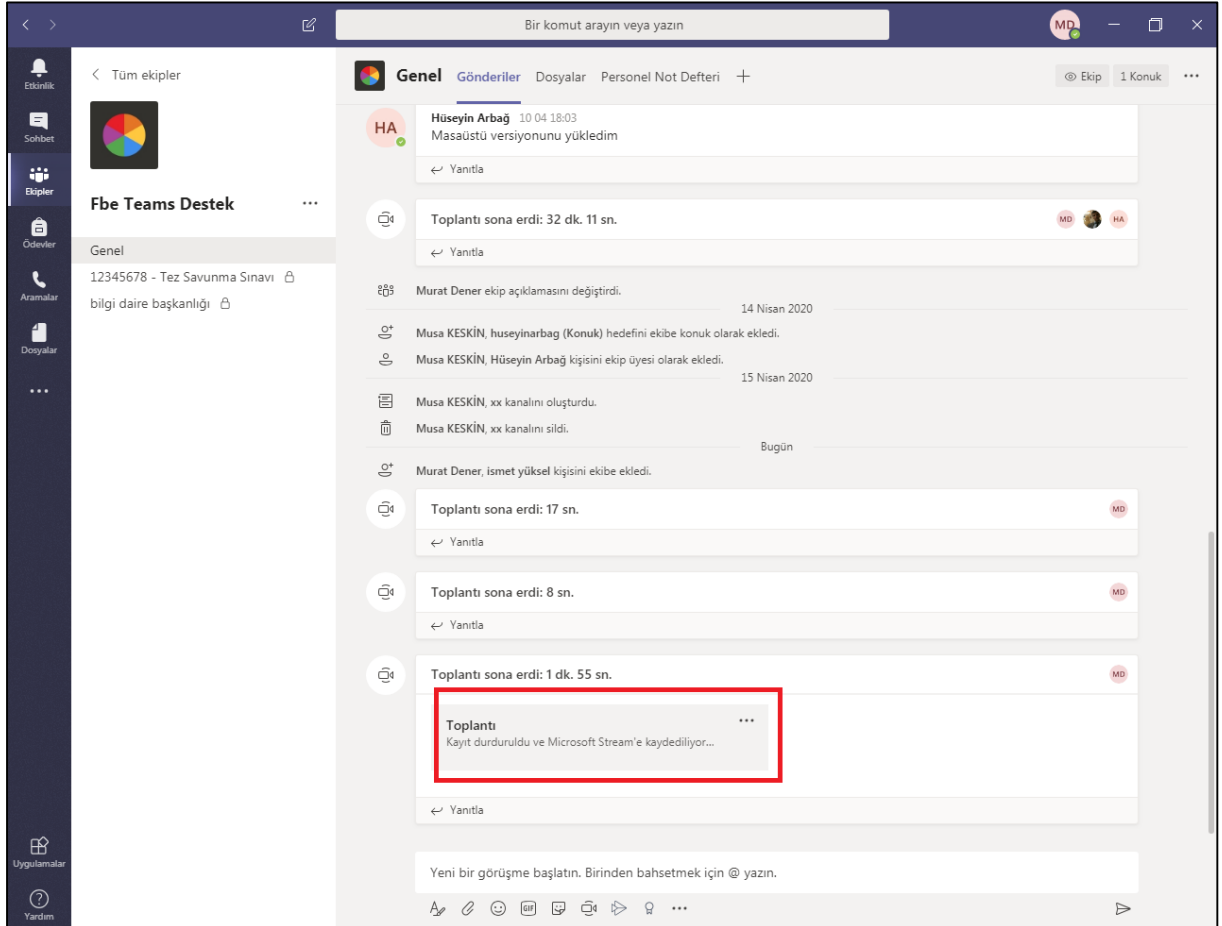 Bir komut arayın veya yazın
MD
Etkinlik
Sohbet
Ekipler
Ödevler
Aramalar
Dosyalar
Uygulamalar
Yardım
Tüm ekipler
Fbe Teams Destek
Genel
12345678 - Tez Savunma Sınavı
bilgi daire başkanlığı
Genel Gönderiler Dosyalar Personel Not Defteri
Ekip 1 Konuk
HA
Hüseyin Arbağ 10 04 18:03
Masaüstü versiyonunu yükledim
Yanıtla
Toplantı sona erdi: 32 dk. 11 sn.
MD HA
Yanıtla
Murat Dener ekip açıklamasını değiştirdi.
14 Nisan 2020
Musa KESKİN, huseyinarbag (Konuk) hedefini ekibe konuk olarak ekledi.
Musa KESKİN, Hüseyin Arbağ kişisini ekip üyesi olarak ekledi.
15 Nisan 2020
Musa KESKİN, xx kanalını oluşturdu.
Musa KESKİN, xx kanalını sildi.
Bugün
Murat Dener, ismet yüksel kişisini ekibe ekledi.
Toplantı sona erdi: 17 sn.
MD
Yanıtla
Toplantı sona erdi: 8 sn.
MD
Yanıtla
Toplantı sona erdi: 1 dk. 55 sn.
MD
Toplantı
Kayıt durduruldu ve Microsoft Stream'e kaydediliyor...
Yanıtla
Yeni bir görüşme başlatın. Birinden bahsetmek için @ yazın.
GIF